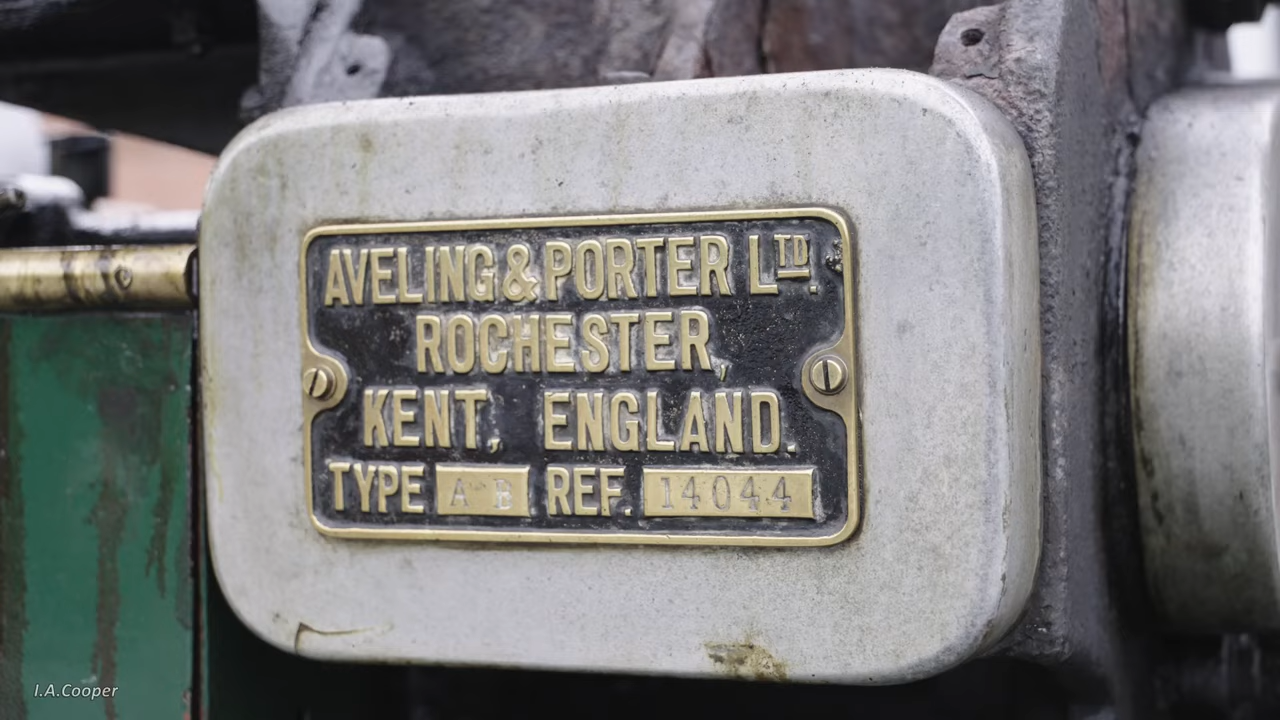 AVELING & PORTER LTD.
ROCHESTER,
KENT, ENGLAND.
TYPE A B REF. 14044
I.A.Cooper